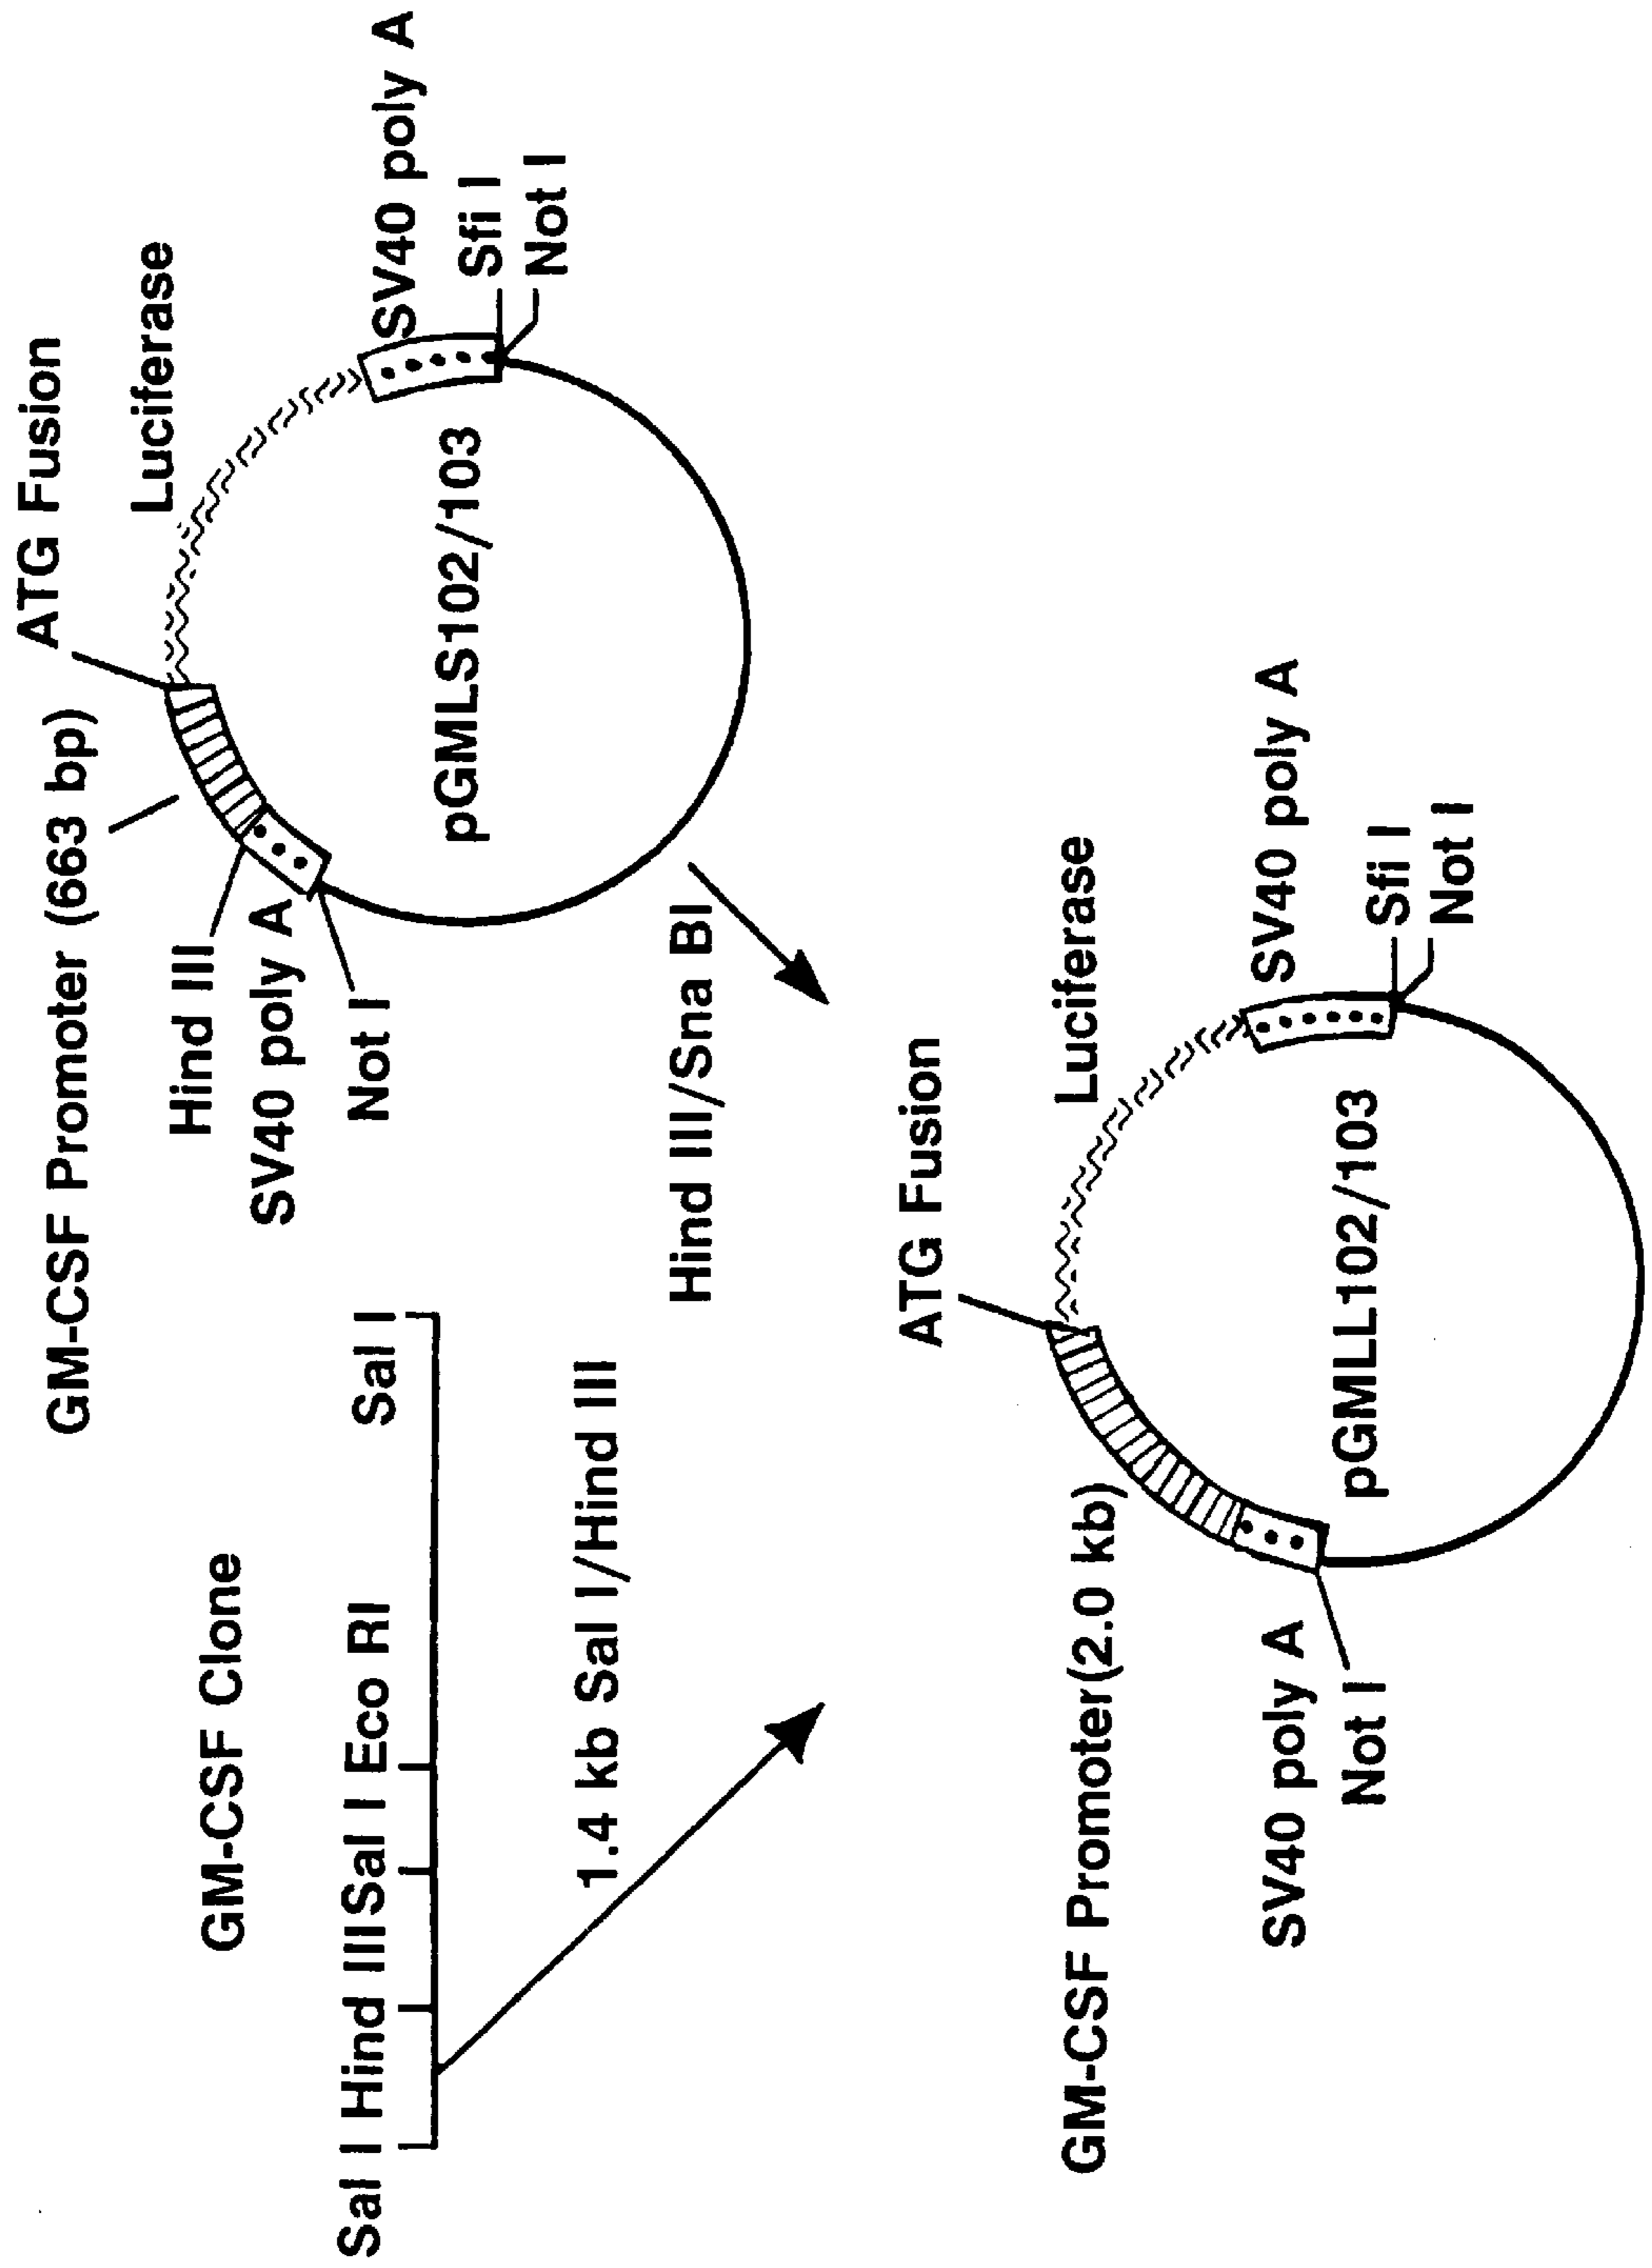 GM-CSF Clone
Sal I Hind III Sal I Eco RI Sal I
1.4 kb Sal I/Hind III
GM-CSF Promoter (663 bp)
ATG Fusion
Luciferase
Hind III
SV40 poly A
Not I
SV40 poly A
Sfi I
Not I
pGMLS102/103
Hind III/Sna BI
GM-CSF Promoter(2.0 kb)
ATG Fusion
Luciferase
SV40 poly A
Not I
SV40 poly A
Sfi I
Not I
pGMLL102/103